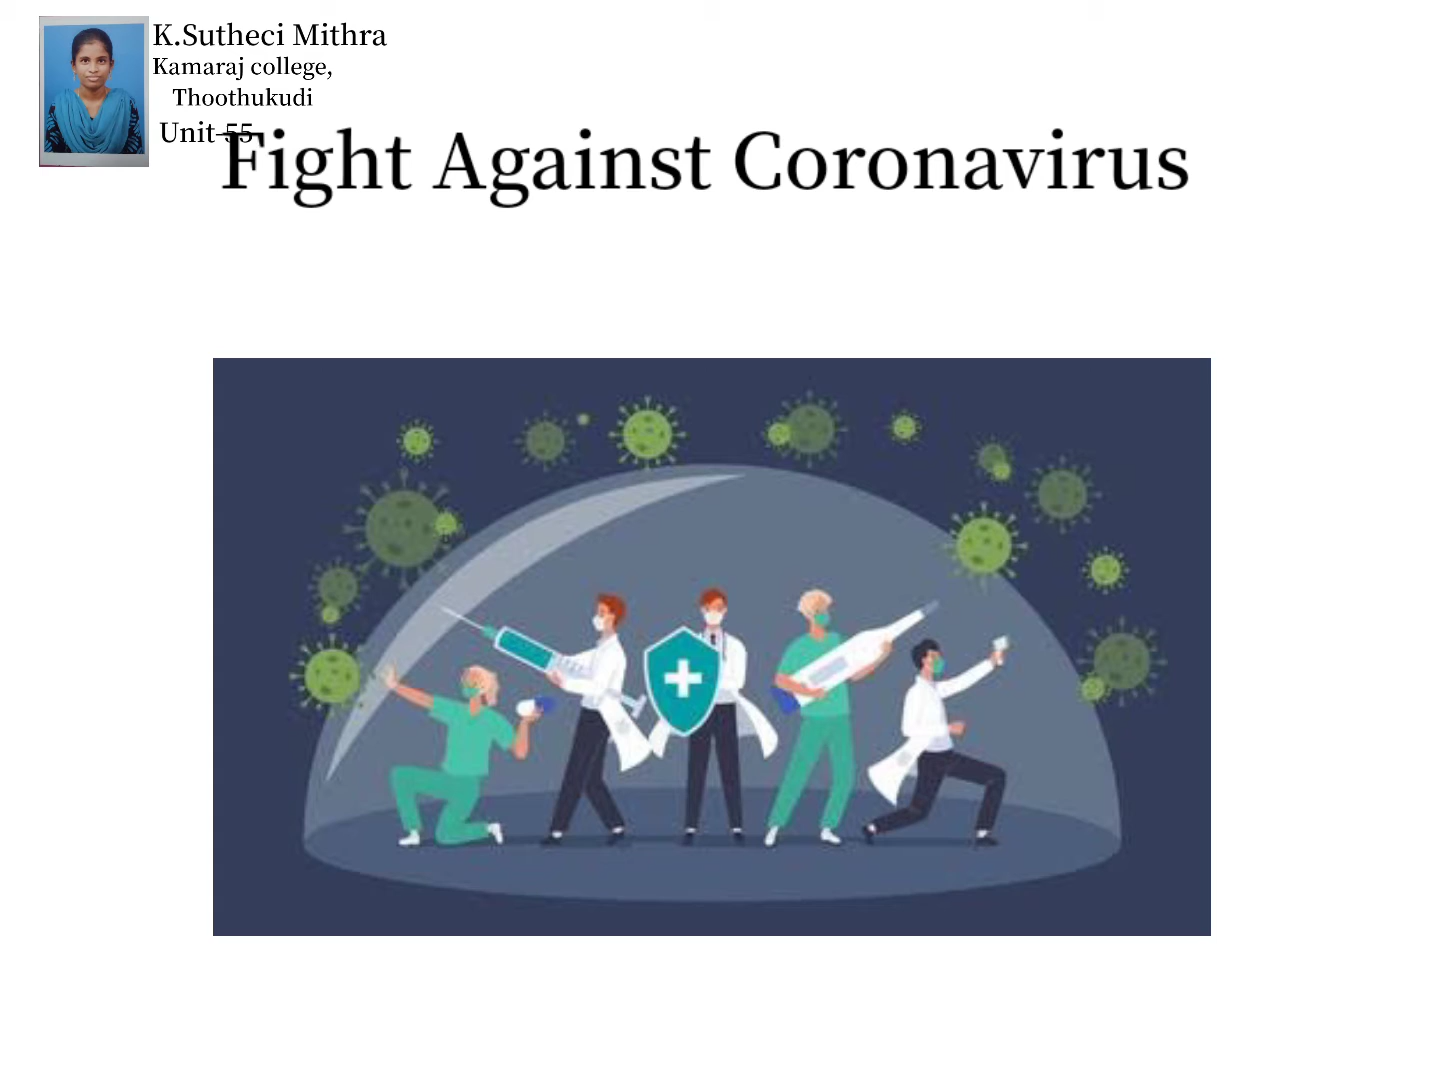 K.Sutheci Mithra
Kamaraj college,
Thoothukudi
Unit-55
Fight Against Coronavirus